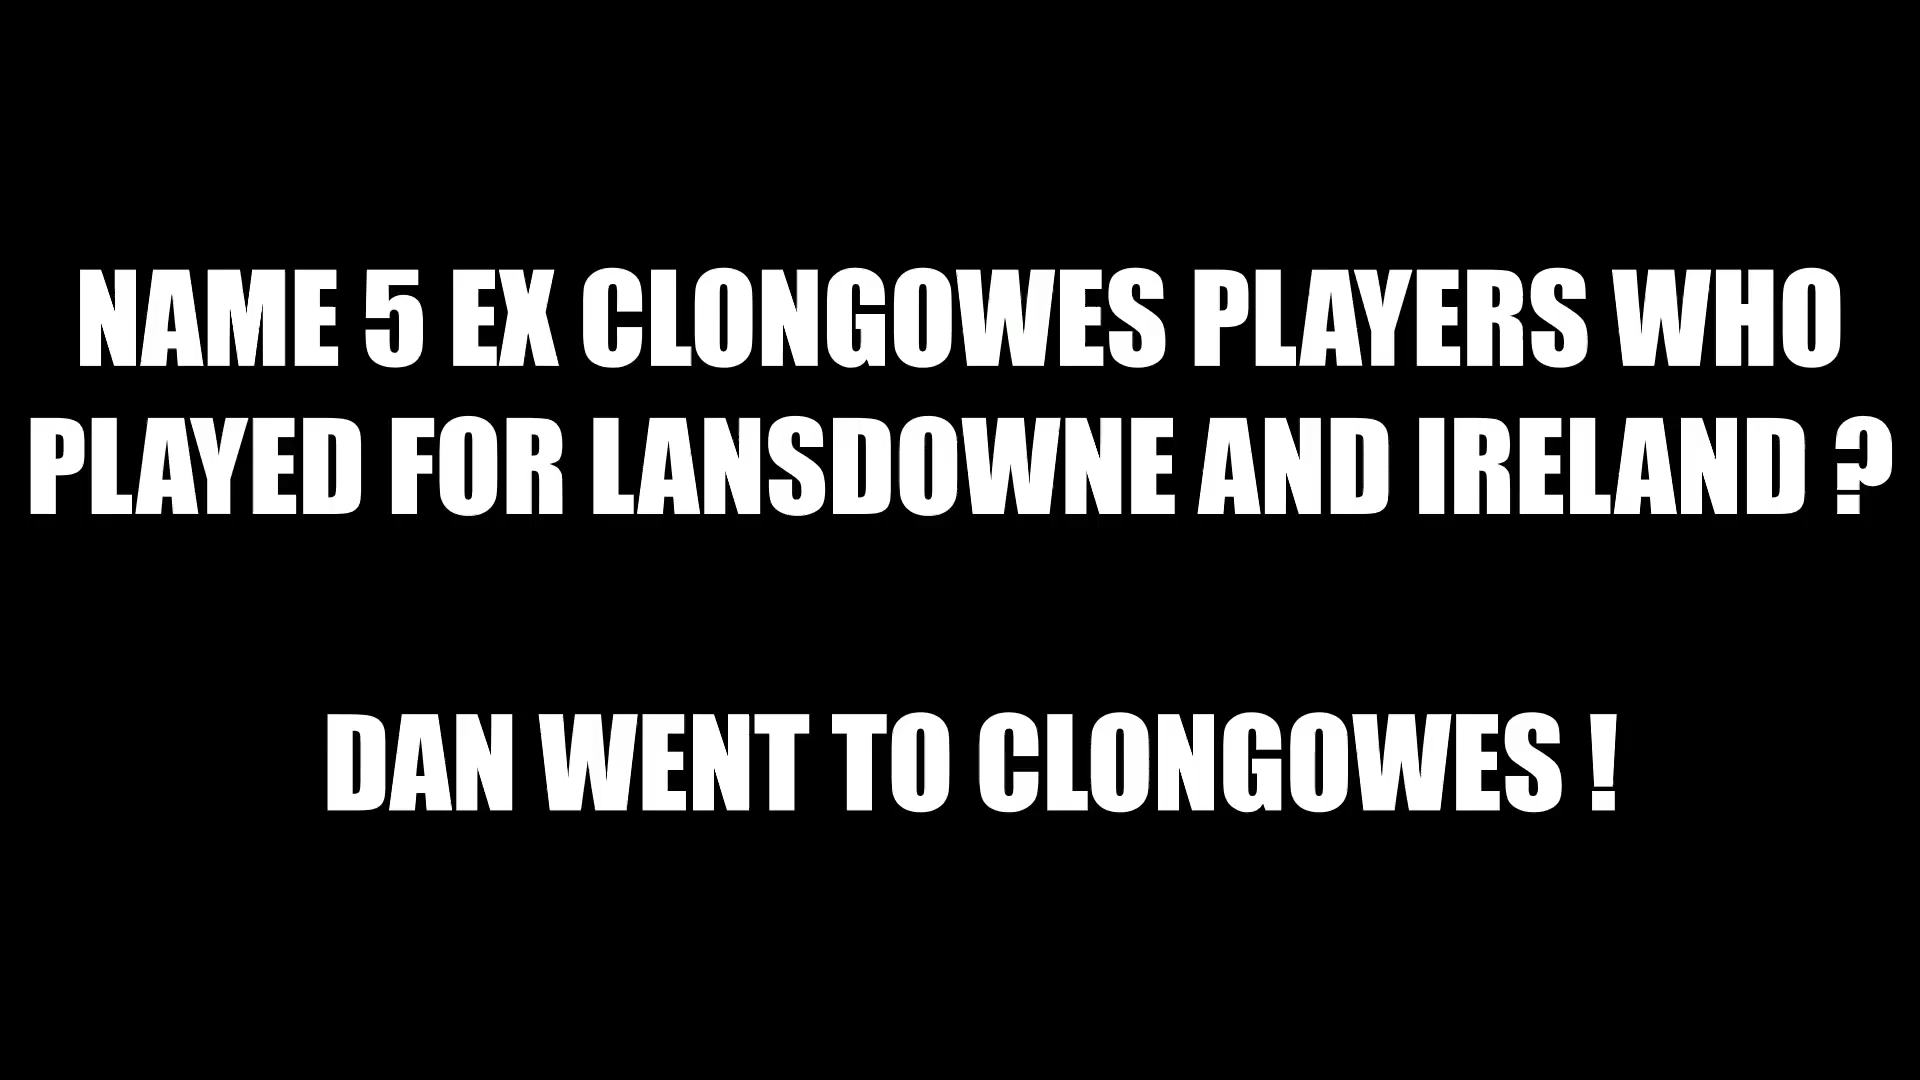 NAME 5 EX CLONGOWES PLAYERS WHO
PLAYED FOR LANSDOWNE AND IRELAND ?
DAN WENT TO CLONGOWES !